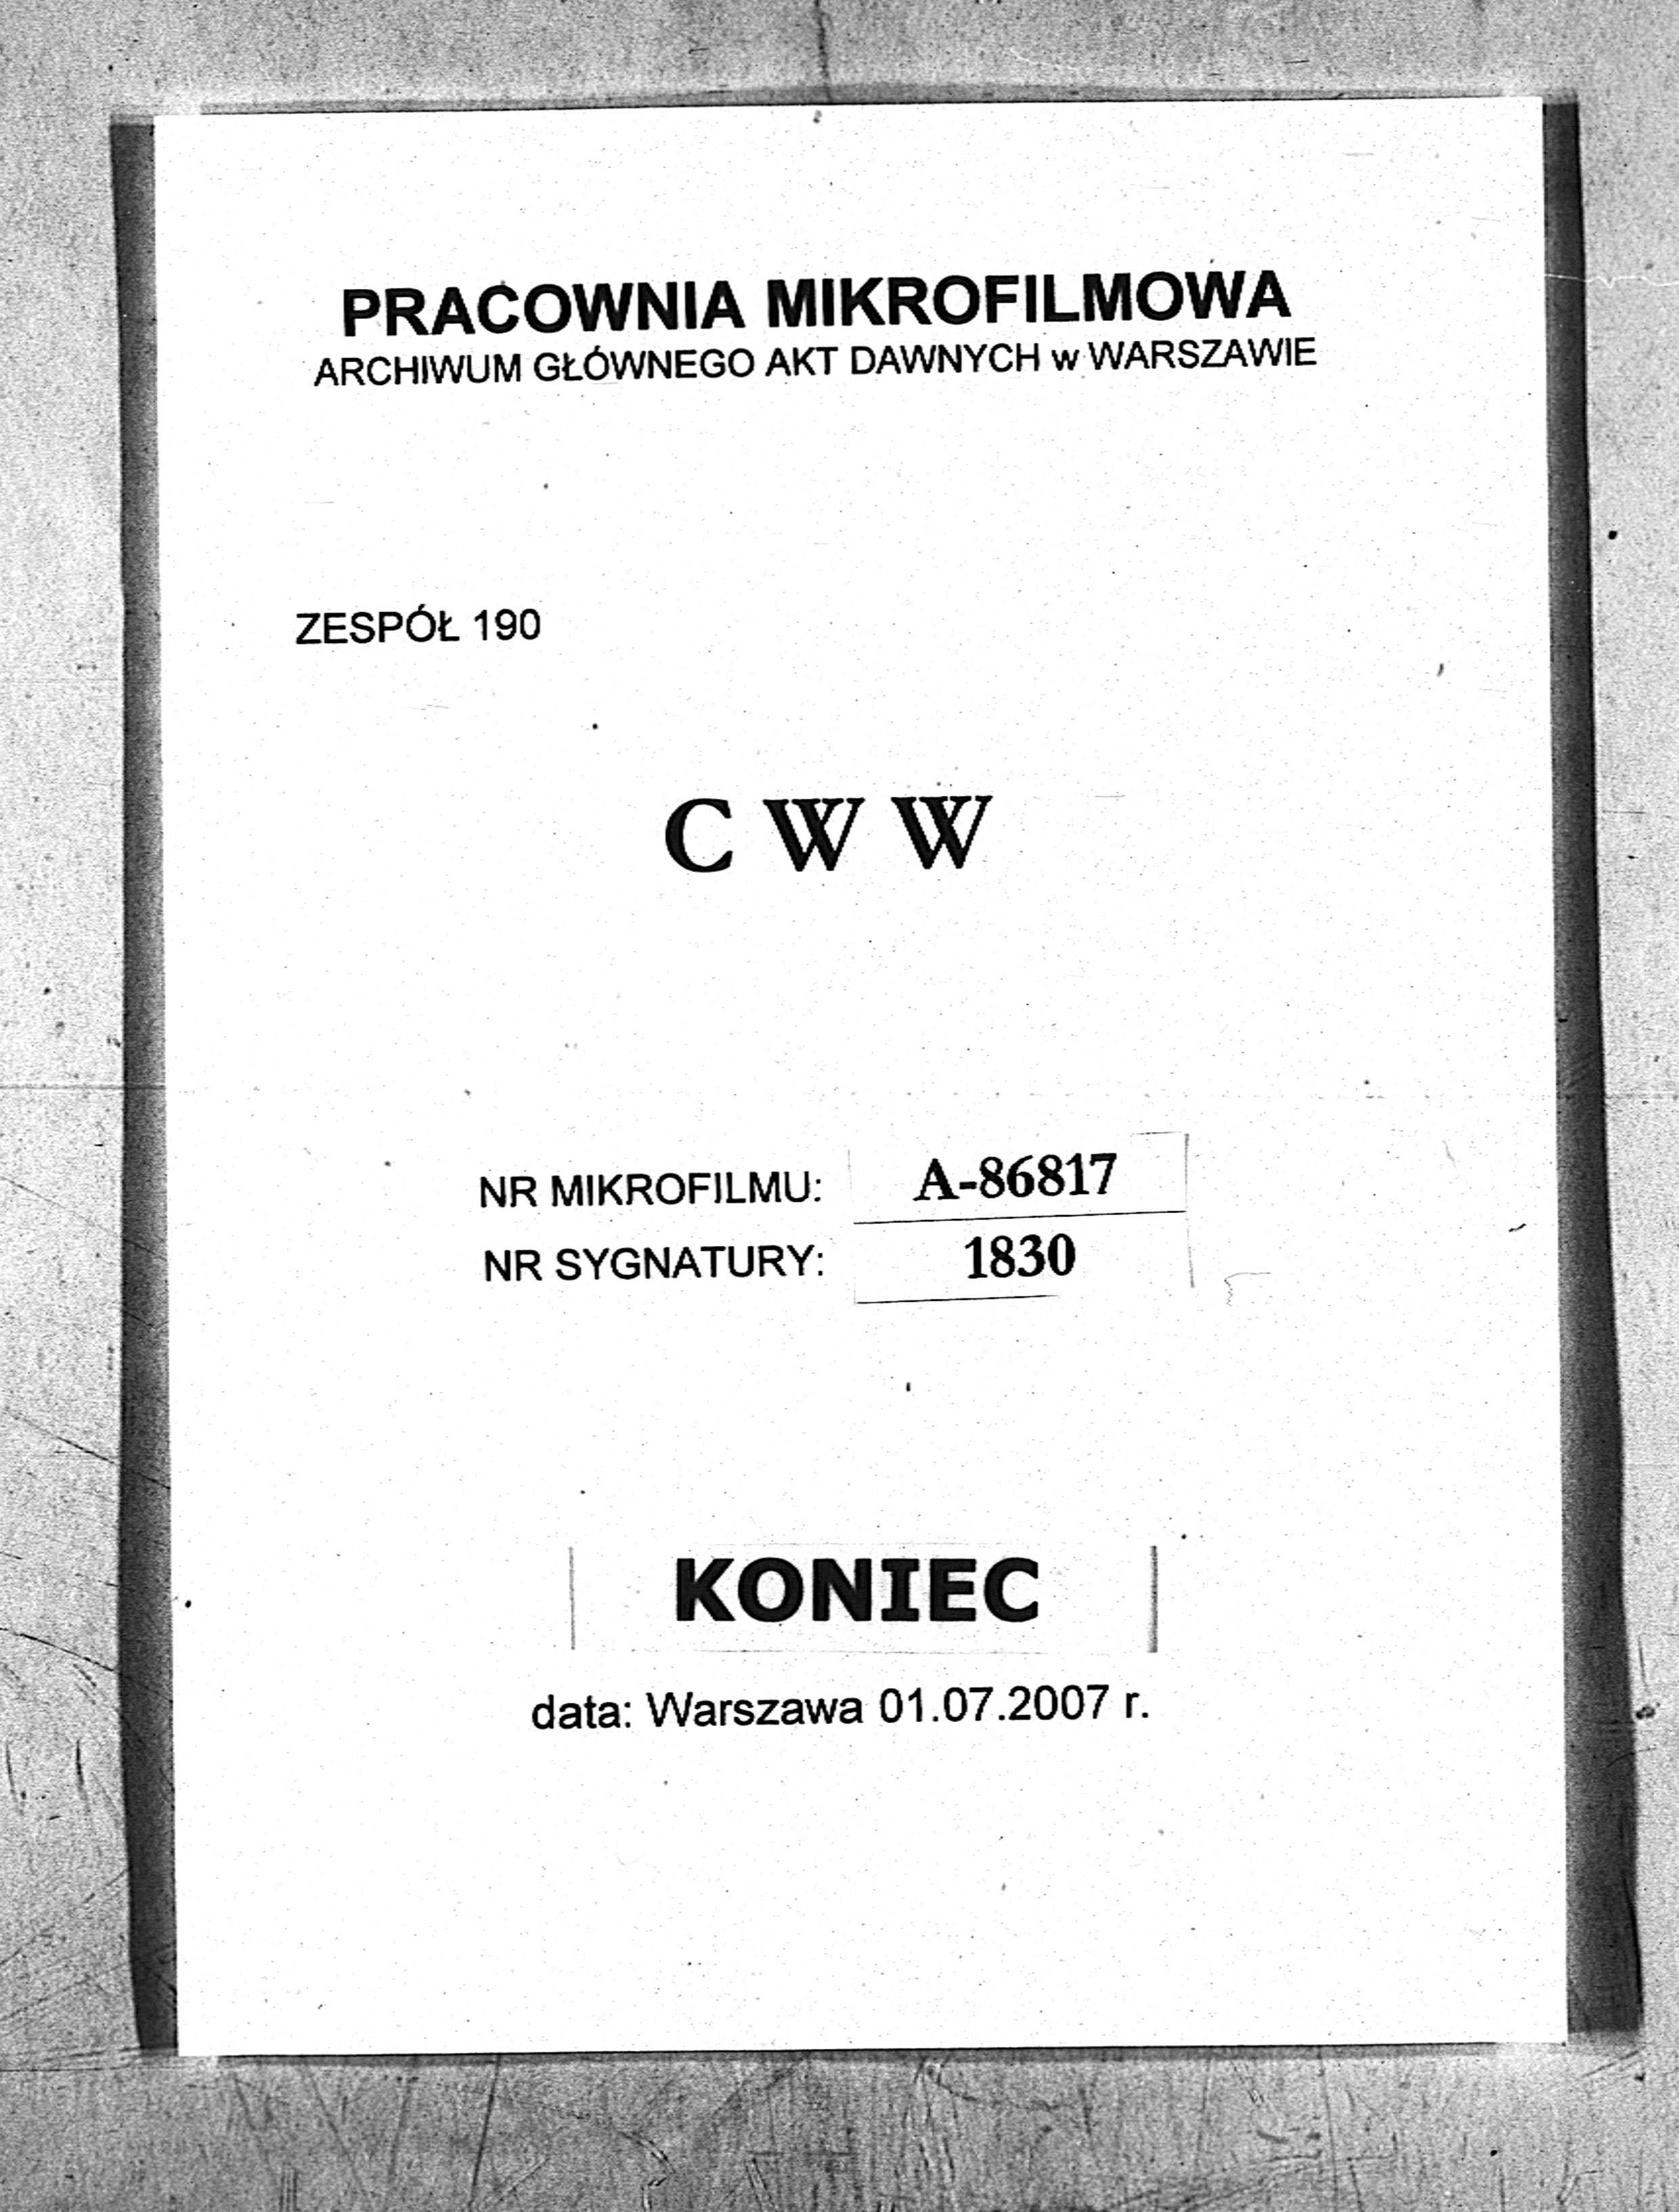 PRACOWNIA MIKROFILMOWA
ARCHIWUM GŁÓWNEGO AKT DAWNYCH w WARSZAWIE
ZESPÓŁ 190
C W W
NR MIKROFILMU: A-86817
NR SYGNATURY: 1830
KONIEC
data: Warszawa 01.07.2007 r.